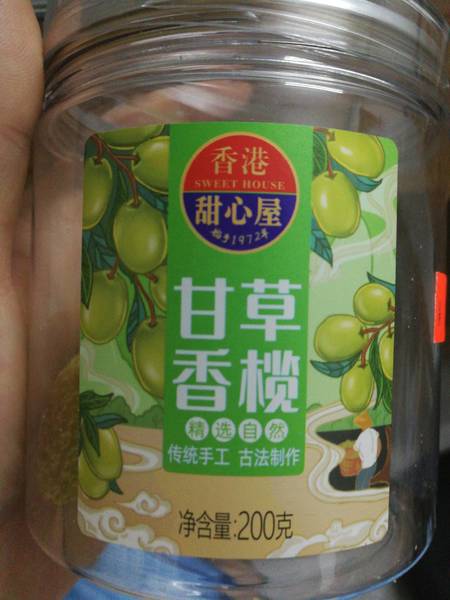 香港
SWEET HOUSE
甜心屋
始于1972年
甘草
香榄
精选自然
传统手工 古法制作
净含量:200克